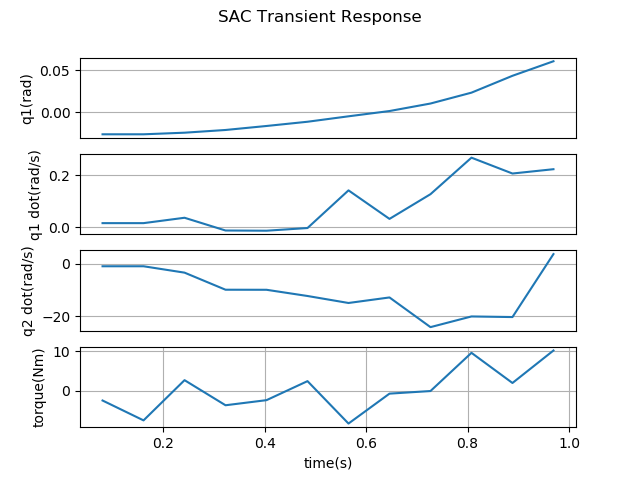 SAC Transient Response
q1(rad)
0.05
0.00
q1 dot(rad/s)
0.2
0.0
q2 dot(rad/s)
0
−20
torque(Nm)
10
0
0.2 0.4 0.6 0.8 1.0
time(s)